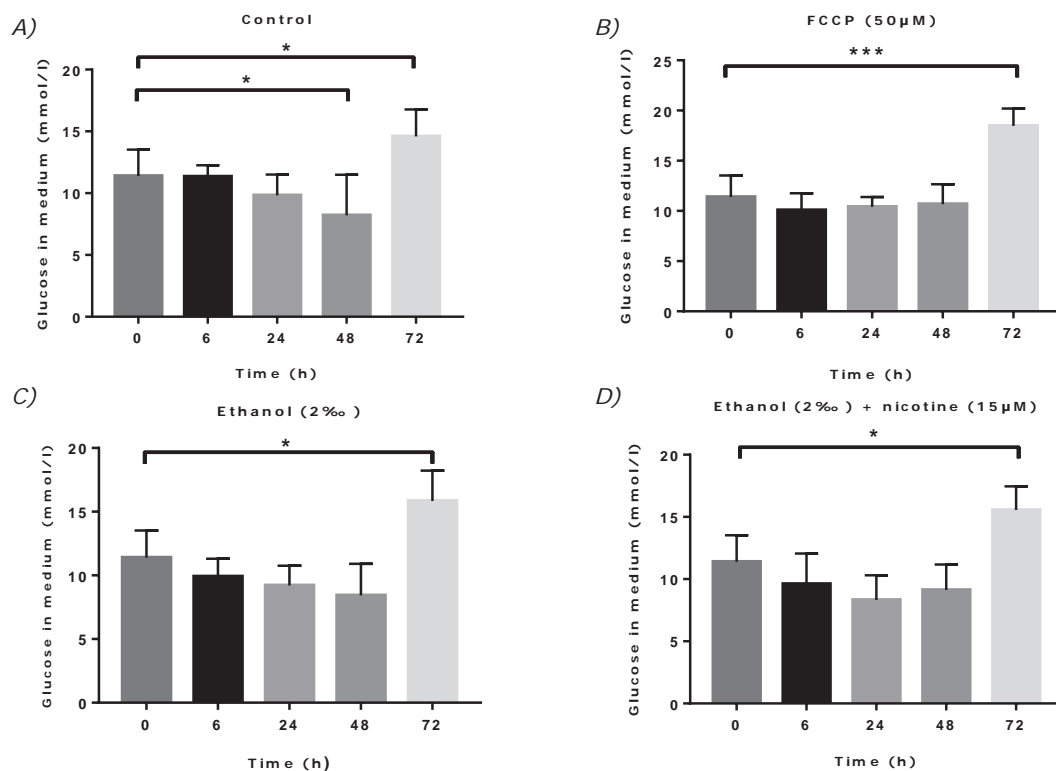 A)
Control
*
*
Glucose in medium (mmol/l)
20
15
10
5
0
0 6 24 48 72
Time (h)
B)
FCCP (50µM)
***
Glucose in medium (mmol/l)
25
20
15
10
5
0
0 6 24 48 72
Time (h)
C)
Ethanol (2‰ )
*
Glucose in medium (mmol/l)
20
15
10
5
0
0 6 24 48 72
Time (h)
D)
Ethanol (2‰ ) + nicotine (15µM)
*
Glucose in medium (mmol/l)
20
15
10
5
0
0 6 24 48 72
Time (h)